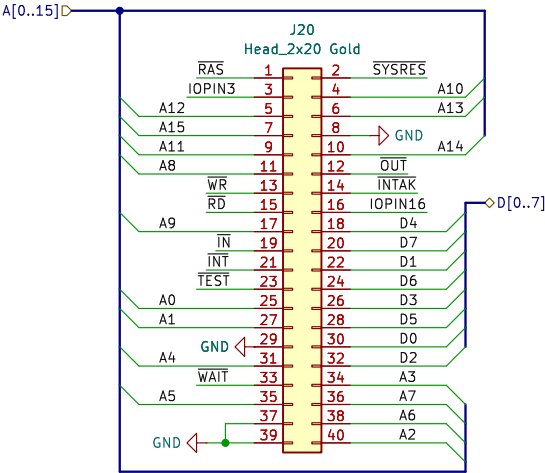 A[0..15]
J20
Head_2x20 Gold
RAS 1 2 SYSRES
IOPIN3 3 4 A10
A12 5 6 A13
A15 7 8 GND
A11 9 10 A14
A8 11 12 OUT
WR 13 14 INTAK
RD 15 16 IOPIN16
D[0..7]
A9 17 18 D4
IN 19 20 D7
INT 21 22 D1
TEST 23 24 D6
A0 25 26 D3
A1 27 28 D5
GND 29 30 D0
A4 31 32 D2
WAIT 33 34 A3
A5 35 36 A7
37 38 A6
GND 39 40 A2